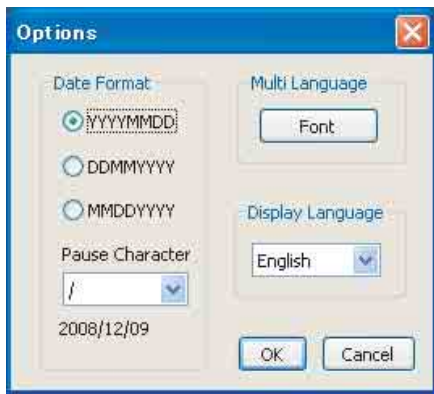 Options
Date Format
YYYYMMDD
DDMMYYYY
MMDDYYYY
Pause Character
/
2008/12/09
Multi Language
Font
Display Language
English
OK
Cancel